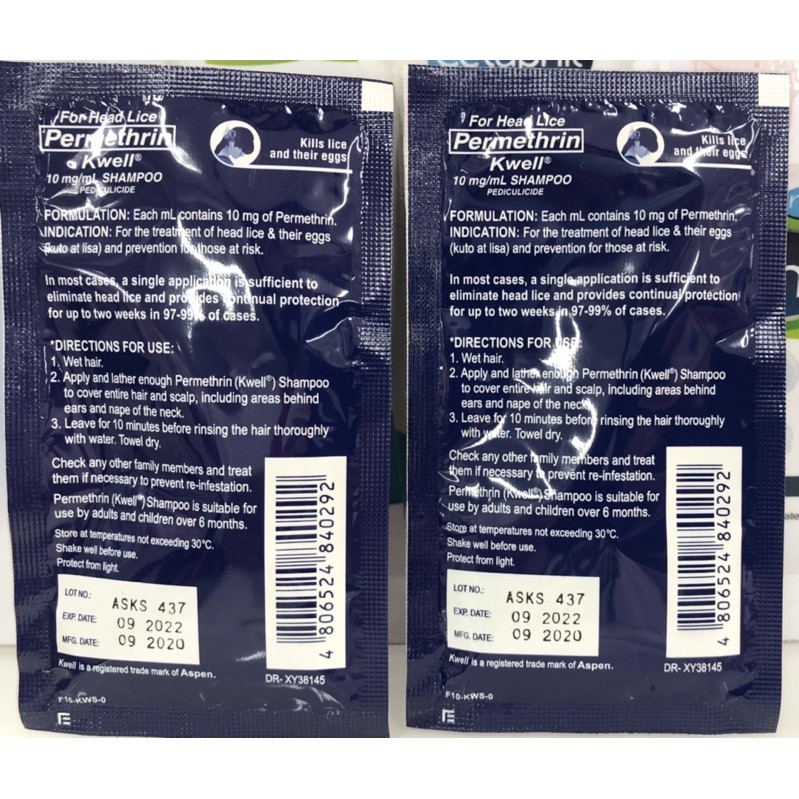 For Head Lice
Permethrin
Kwell®
10 mg/mL SHAMPOO
PEDICULICIDE
Kills lice
and their eggs
FORMULATION: Each mL contains 10 mg of Permethrin.
INDICATION: For the treatment of head lice & their eggs
(kuto at lisa) and prevention for those at risk.
In most cases, a single application is sufficient to
eliminate head lice and provides continual protection
for up to two weeks in 97-99% of cases.
*DIRECTIONS FOR USE:
1. Wet hair.
2. Apply and lather enough Permethrin (Kwell®) Shampoo
to cover entire hair and scalp, including areas behind
ears and nape of the neck.
3. Leave for 10 minutes before rinsing the hair thoroughly
with water. Towel dry.
Check any other family members and treat
them if necessary to prevent re-infestation.
Permethrin (Kwell®) Shampoo is suitable for
use by adults and children over 6 months.
Store at temperatures not exceeding 30°C.
Shake well before use.
Protect from light.
LOT NO.: ASKS 437
EXP. DATE: 09 2022
MFG. DATE: 09 2020
4 806524 840292
Kwell is a registered trade mark of Aspen.
DR- XY38145
F10-KWS-0
For Head Lice
Permethrin
Kwell®
10 mg/mL SHAMPOO
PEDICULICIDE
Kills lice
and their eggs
FORMULATION: Each mL contains 10 mg of Permethrin.
INDICATION: For the treatment of head lice & their eggs
(kuto at lisa) and prevention for those at risk.
In most cases, a single application is sufficient to
eliminate head lice and provides continual protection
for up to two weeks in 97-99% of cases.
*DIRECTIONS FOR USE:
1. Wet hair.
2. Apply and lather enough Permethrin (Kwell®) Shampoo
to cover entire hair and scalp, including areas behind
ears and nape of the neck.
3. Leave for 10 minutes before rinsing the hair thoroughly
with water. Towel dry.
Check any other family members and treat
them if necessary to prevent re-infestation.
Permethrin (Kwell®) Shampoo is suitable for
use by adults and children over 6 months.
Store at temperatures not exceeding 30°C.
Shake well before use.
Protect from light.
LOT NO.: ASKS 437
EXP. DATE: 09 2022
MFG. DATE: 09 2020
4 806524 840292
Kwell is a registered trade mark of Aspen.
DR- XY38145
F10-KWS-0